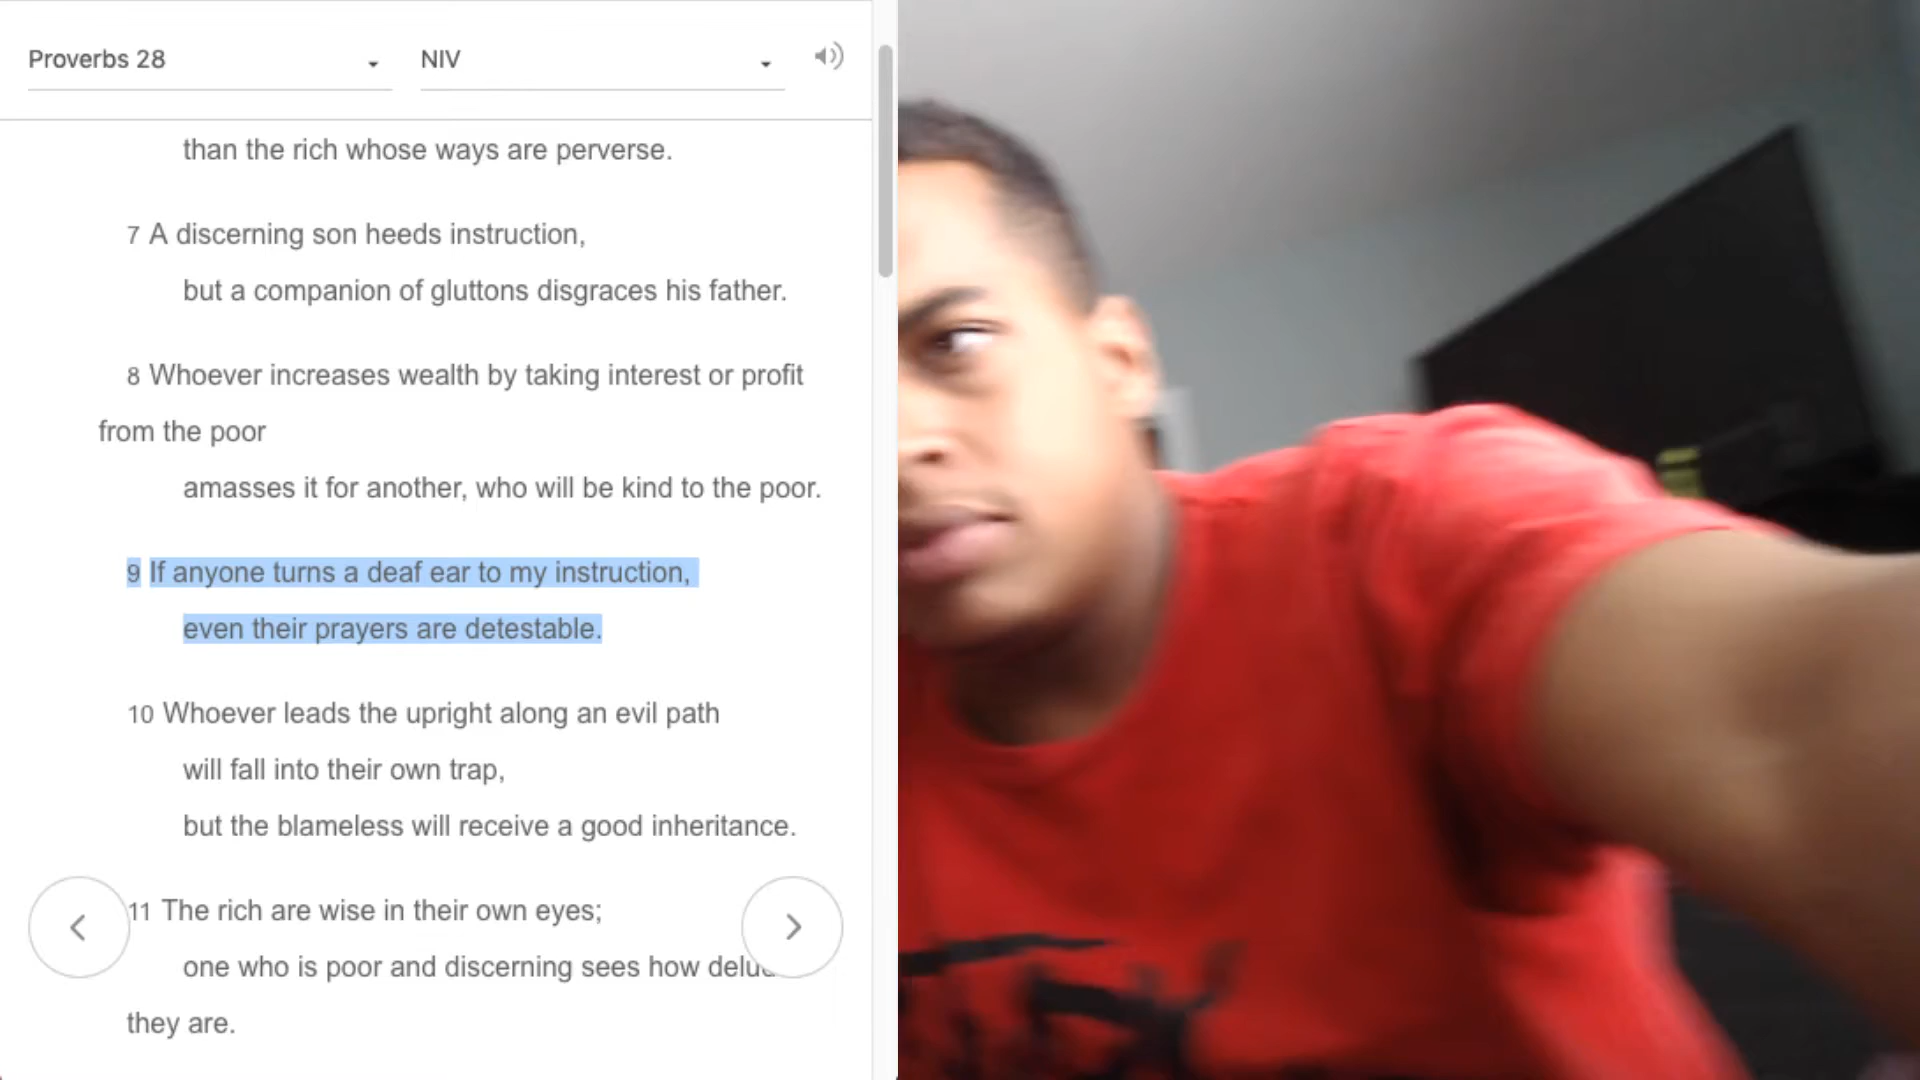 Proverbs 28
NIV
than the rich whose ways are perverse.
7 A discerning son heeds instruction,
but a companion of gluttons disgraces his father.
8 Whoever increases wealth by taking interest or profit
from the poor
amasses it for another, who will be kind to the poor.
9 If anyone turns a deaf ear to my instruction,
even their prayers are detestable.
10 Whoever leads the upright along an evil path
will fall into their own trap,
but the blameless will receive a good inheritance.
11 The rich are wise in their own eyes;
one who is poor and discerning sees how
they are.